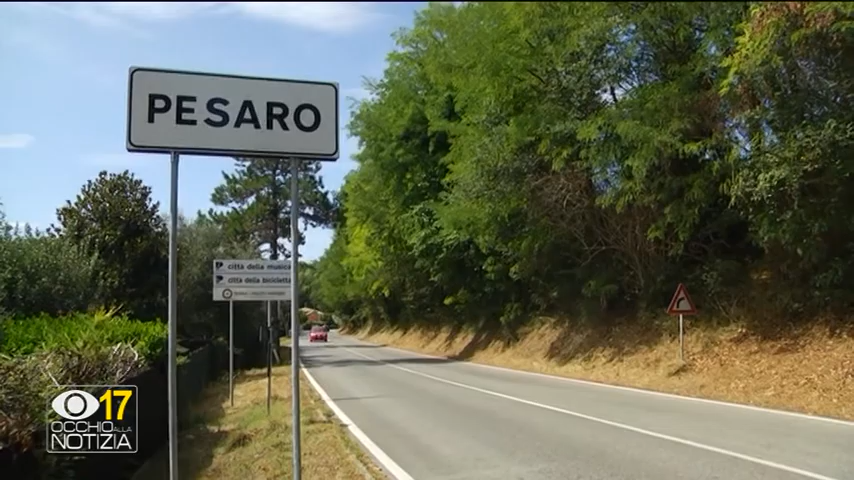 PESARO
città della musica
città della bicicletta
17
OCCHIO ALLA
NOTIZIA